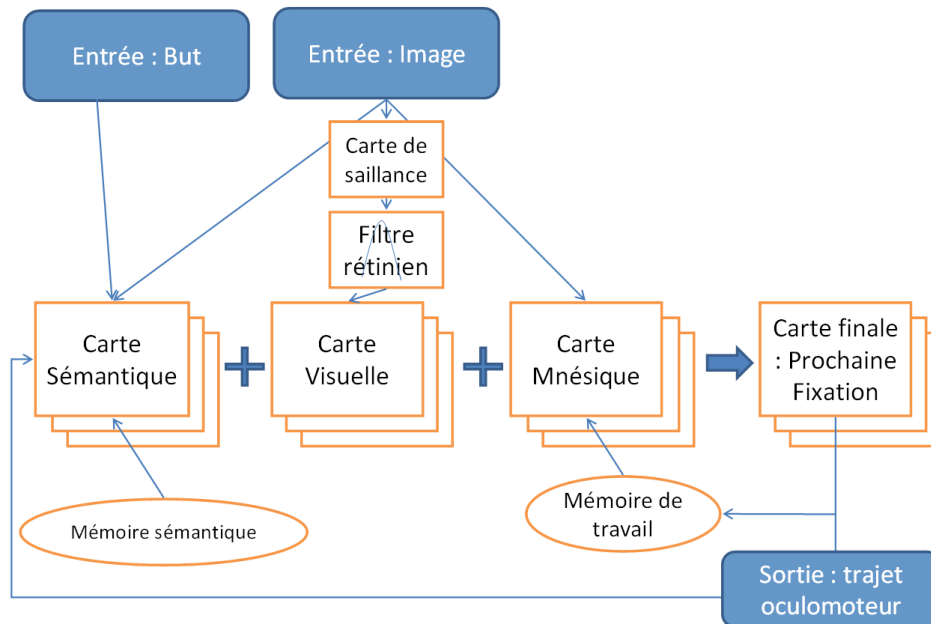 Entrée : But
Entrée : Image
Carte de
saillance
Filtre
rétinien
Carte
Sémantique
Carte
Visuelle
Carte
Mnésique
Carte finale
: Prochaine
Fixation
Mémoire sémantique
Mémoire de
travail
Sortie : trajet
oculomoteur